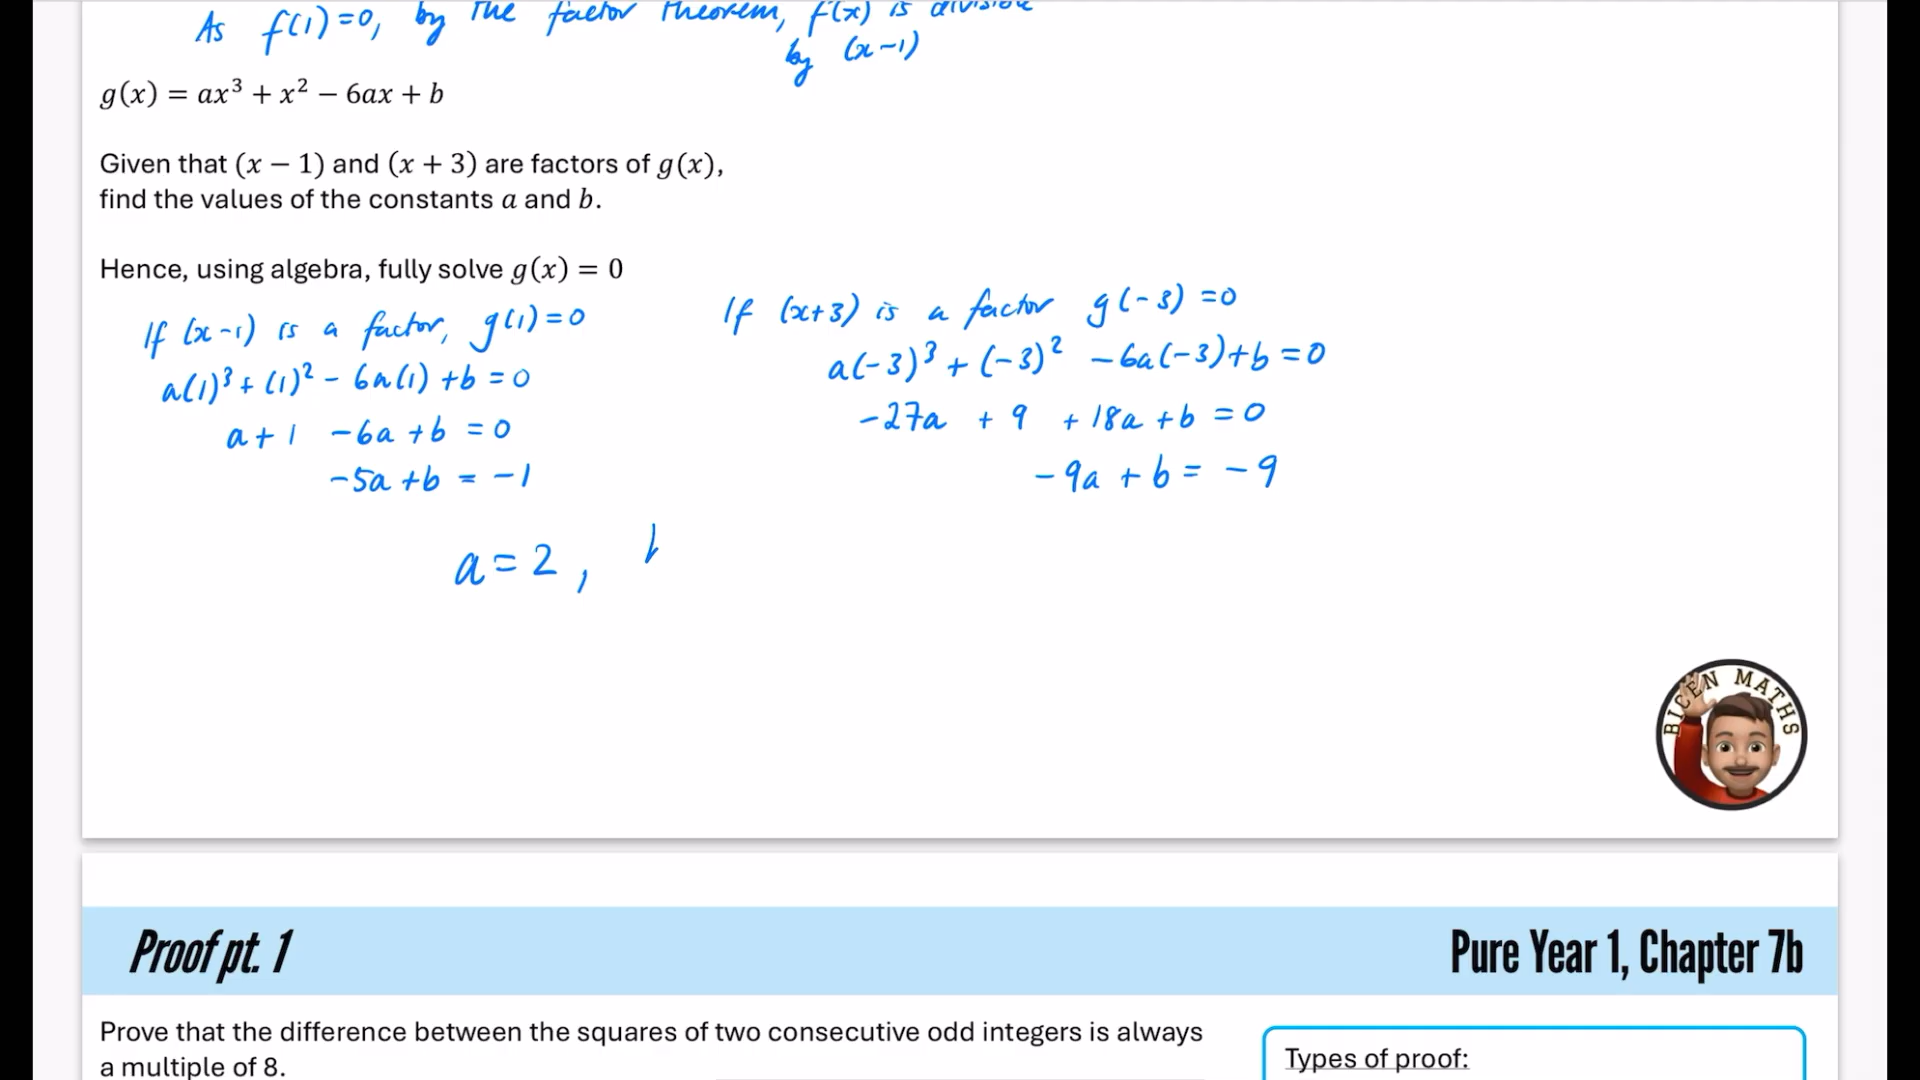 As f(1)=0, by the factor theorem, f(x) is
by (x-1)
g(x) = ax³ + x² − 6ax + b
Given that (x − 1) and (x + 3) are factors of g(x),
find the values of the constants a and b.
Hence, using algebra, fully solve g(x) = 0
If (x-1) is a factor, g(1)=0
a(1)³ + (1)² - 6a(1) + b = 0
a + 1 - 6a + b = 0
-5a + b = -1
If (x+3) is a factor g(-3) = 0
a(-3)³ + (-3)² - 6a(-3) + b = 0
-27a + 9 + 18a + b = 0
-9a + b = -9
a = 2 ,
BICEN MATHS
Proof pt. 1
Pure Year 1, Chapter 7b
Prove that the difference between the squares of two consecutive odd integers is always
a multiple of 8.
Types of proof: